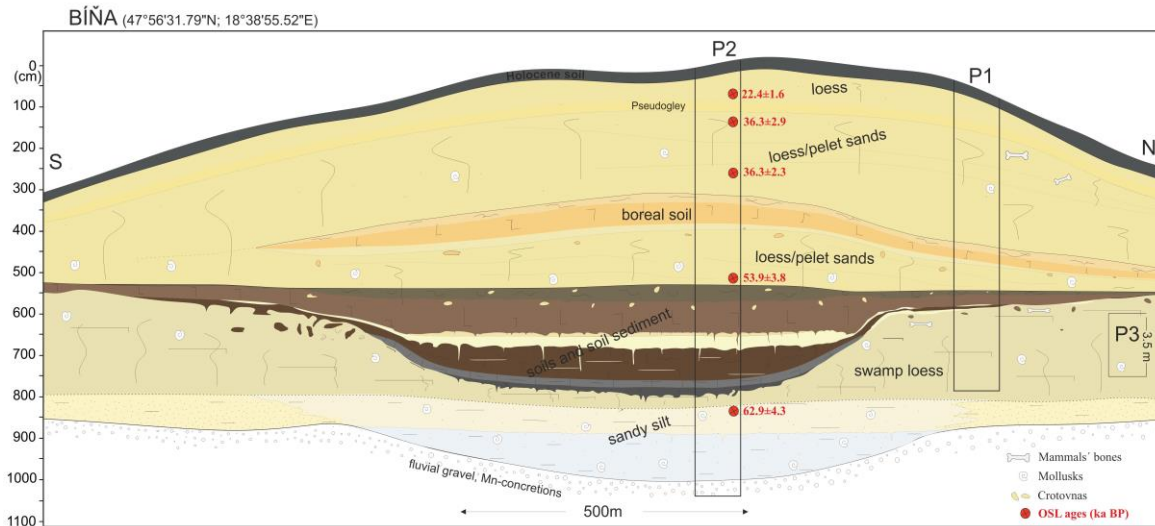 BÍŇA (47°56'31.79"N; 18°38'55.52"E)
0
(cm)
100
200
300
400
500
600
700
800
900
1000
1100
S
N
P2
P1
P3
3.5 m
Holocene soil
loess
22.4±1.6
Pseudogley
36.3±2.9
loess/pelet sands
36.3±2.3
boreal soil
loess/pelet sands
53.9±3.8
soils and soil sediment
swamp loess
62.9±4.3
sandy silt
fluvial gravel, Mn-concretions
500m
Mammals´ bones
Mollusks
Crotovnas
OSL ages (ka BP)